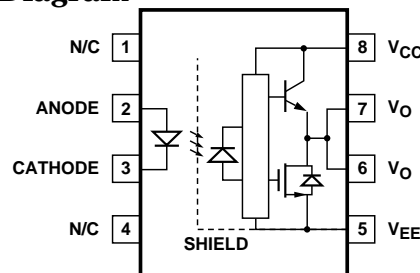 Diagram
N/C 1
ANODE 2
CATHODE 3
N/C 4
8 VCC
7 VO
6 VO
5 VEE
SHIELD